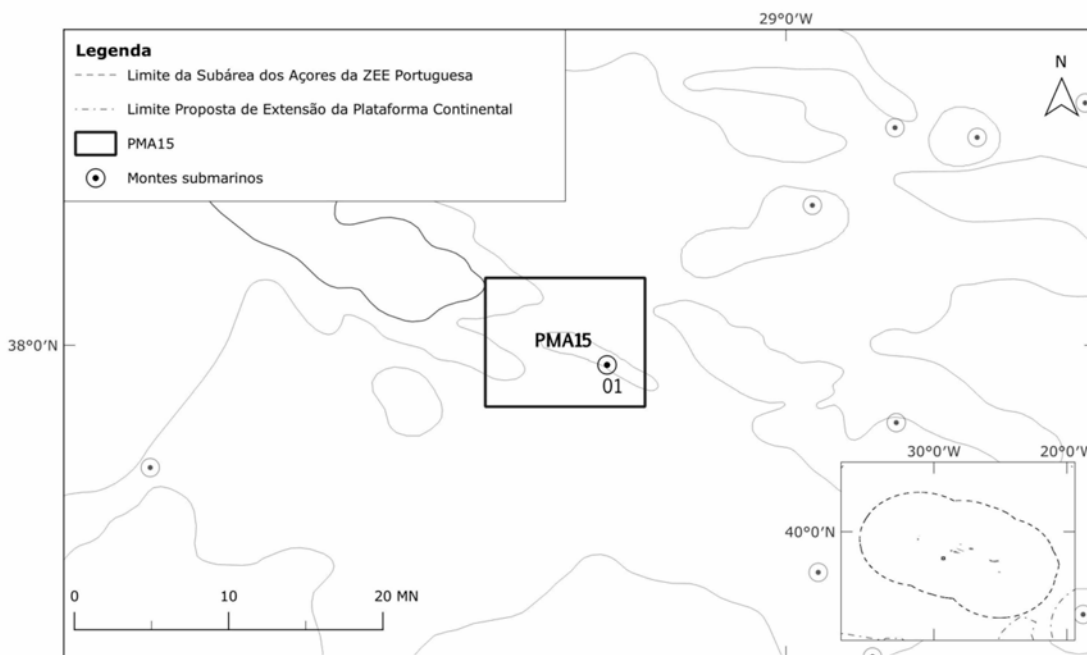 29°0'W
Legenda
Limite da Subárea dos Açores da ZEE Portuguesa
Limite Proposta de Extensão da Plataforma Continental
PMA15
Montes submarinos
N
38°0'N
PMA15
01
30°0'W 20°0'W
40°0'N
0 10 20 MN